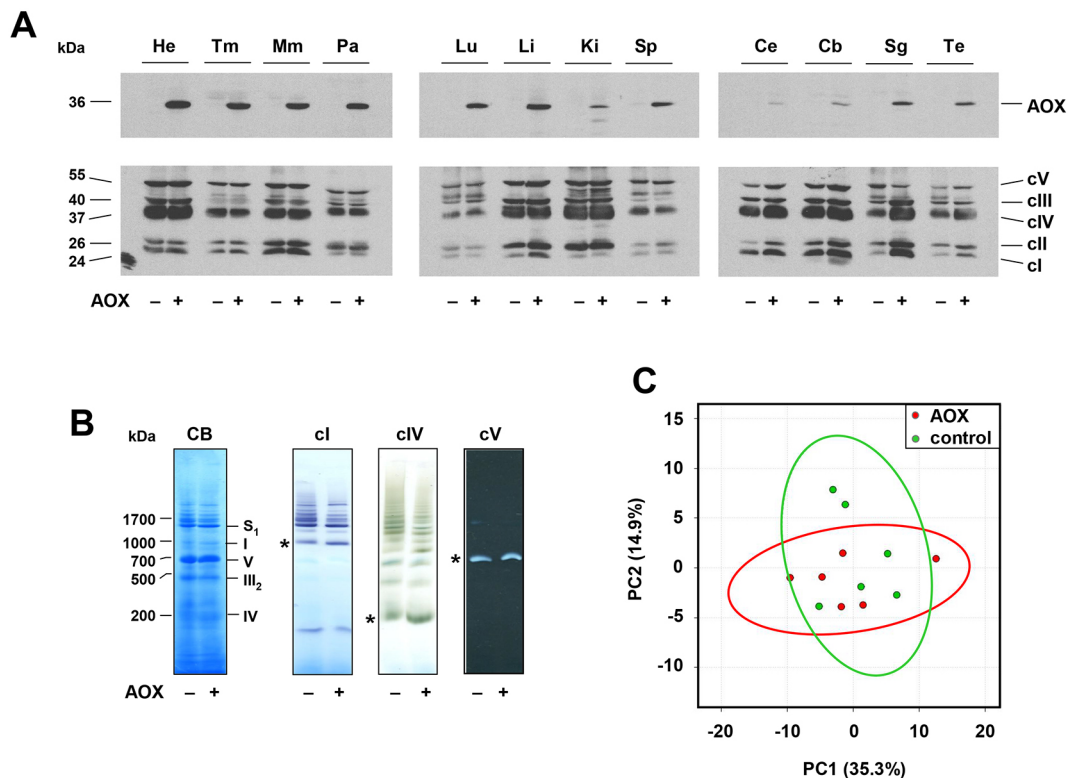 A
kDa
He Tm Mm Pa Lu Li Ki Sp Ce Cb Sg Te
36
AOX
55
40
37
26
24
cV
cIII
cIV
cII
cI
AOX – + – + – + – + – + – + – + – + – + – + – + – +
B
kDa CB cI cIV cV
1700
1000
700
500
200
S1
I
V
III2
IV
*
*
*
AOX – + – + – + – +
C
AOX
control
15
10
5
0
-5
-10
PC2 (14.9%)
-20 -10 0 10 20
PC1 (35.3%)